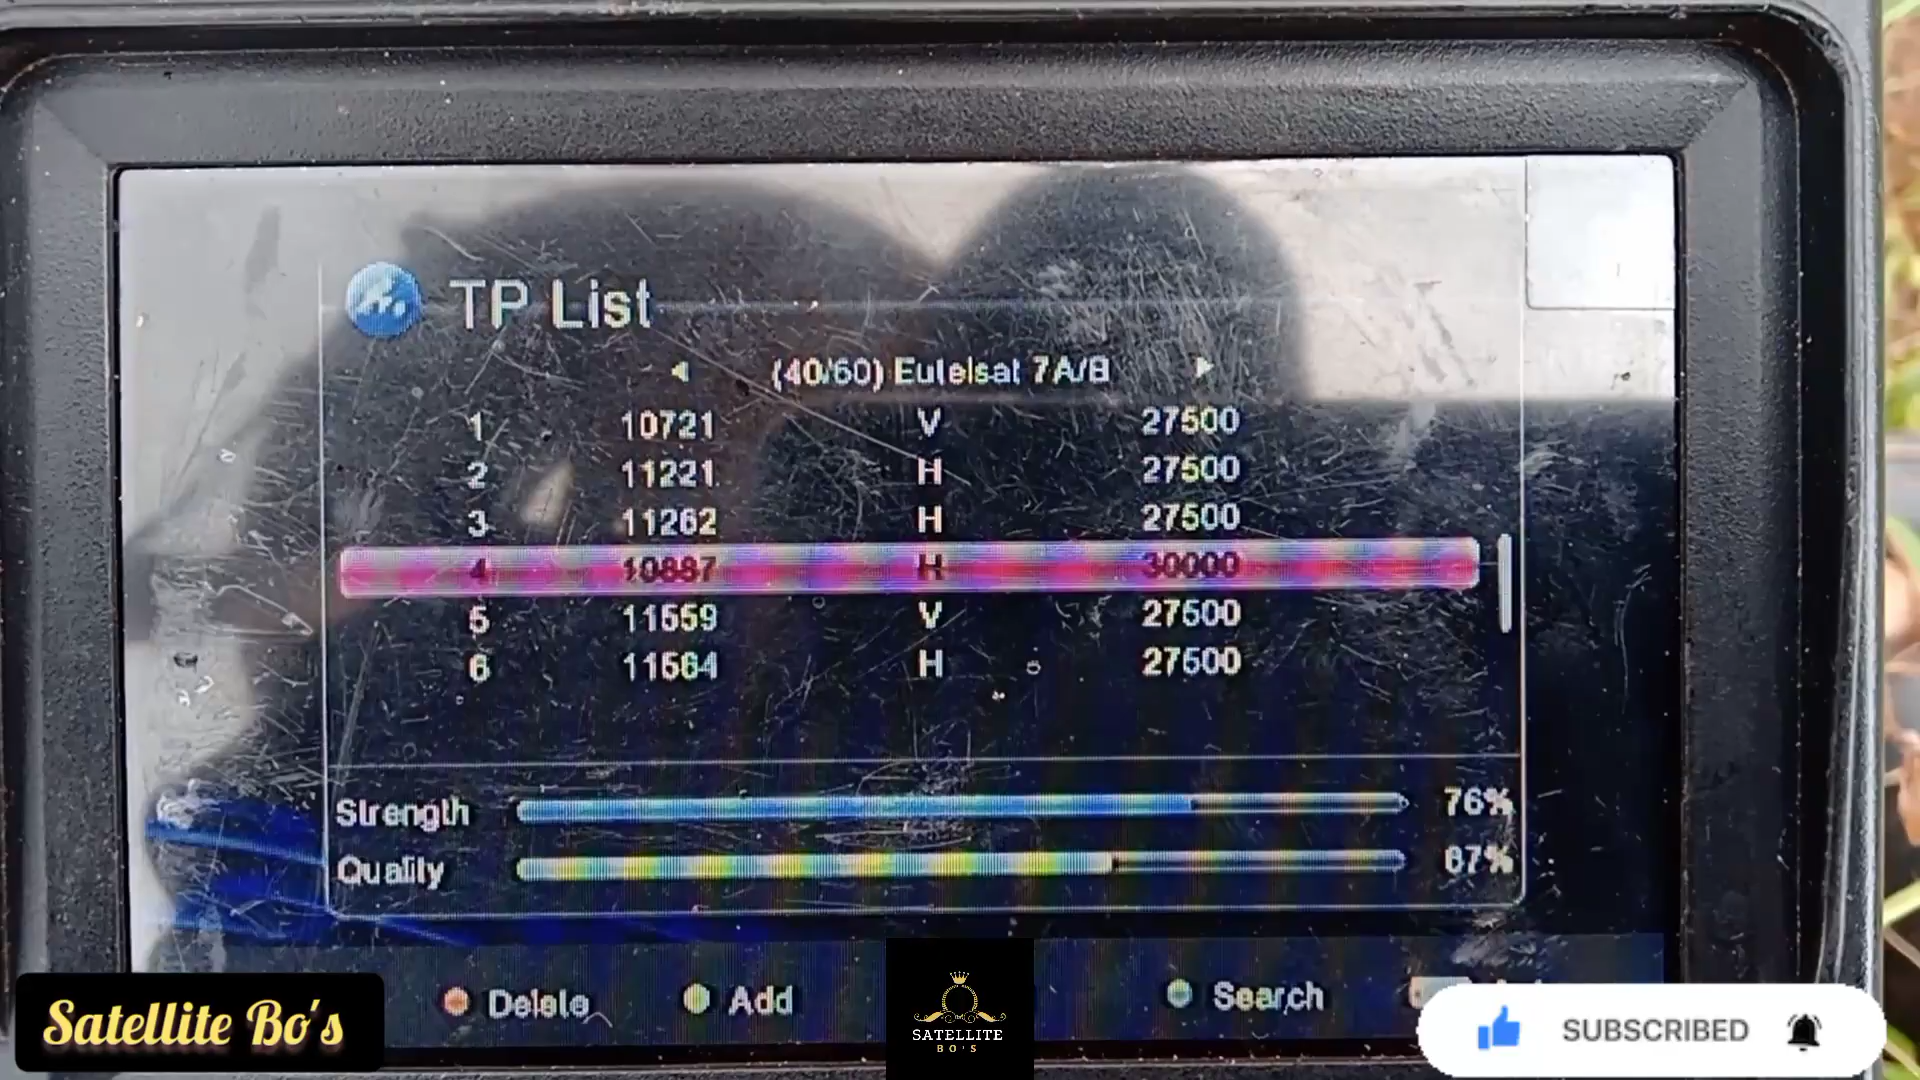 TP List
(40/60) Eutelsat 7A/B
1 10721 V 27500
2 11221 H 27500
3 11262 H 27500
4 10887 H 30000
5 11559 V 27500
6 11564 H 27500
Strength 76%
Quality 67%
Delete Add Search
Satellite Bo's
SATELLITE
BO'S
SUBSCRIBED